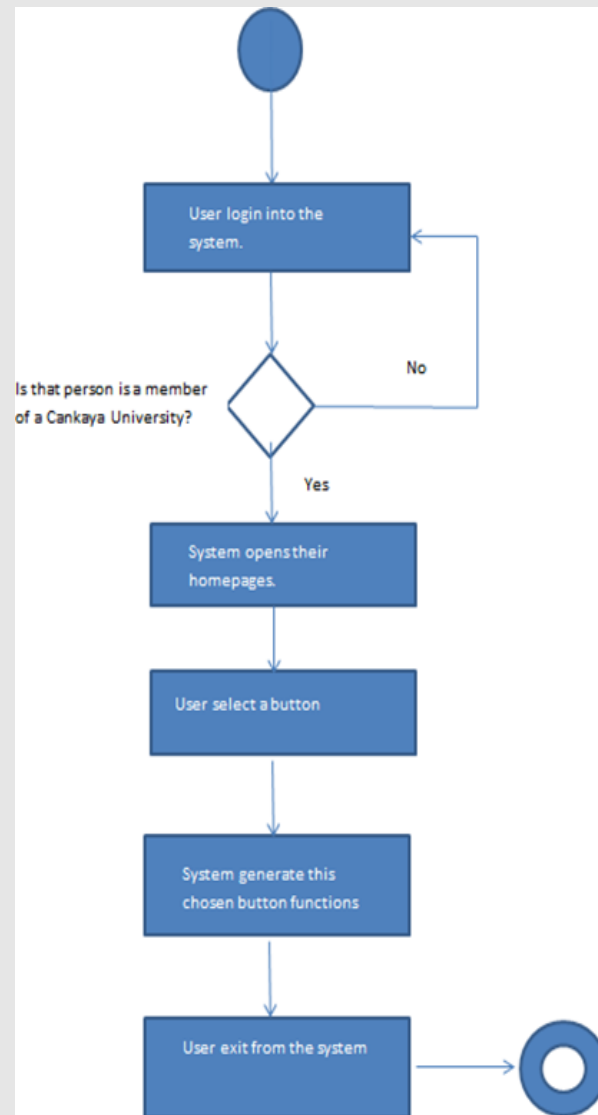 User login into the
system.
Is that person is a member
of a Cankaya University?
No
Yes
System opens their
homepages.
User select a button
System generate this
chosen button functions
User exit from the system